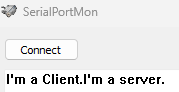 SerialPortMon
Connect
I'm a Client.I'm a server.